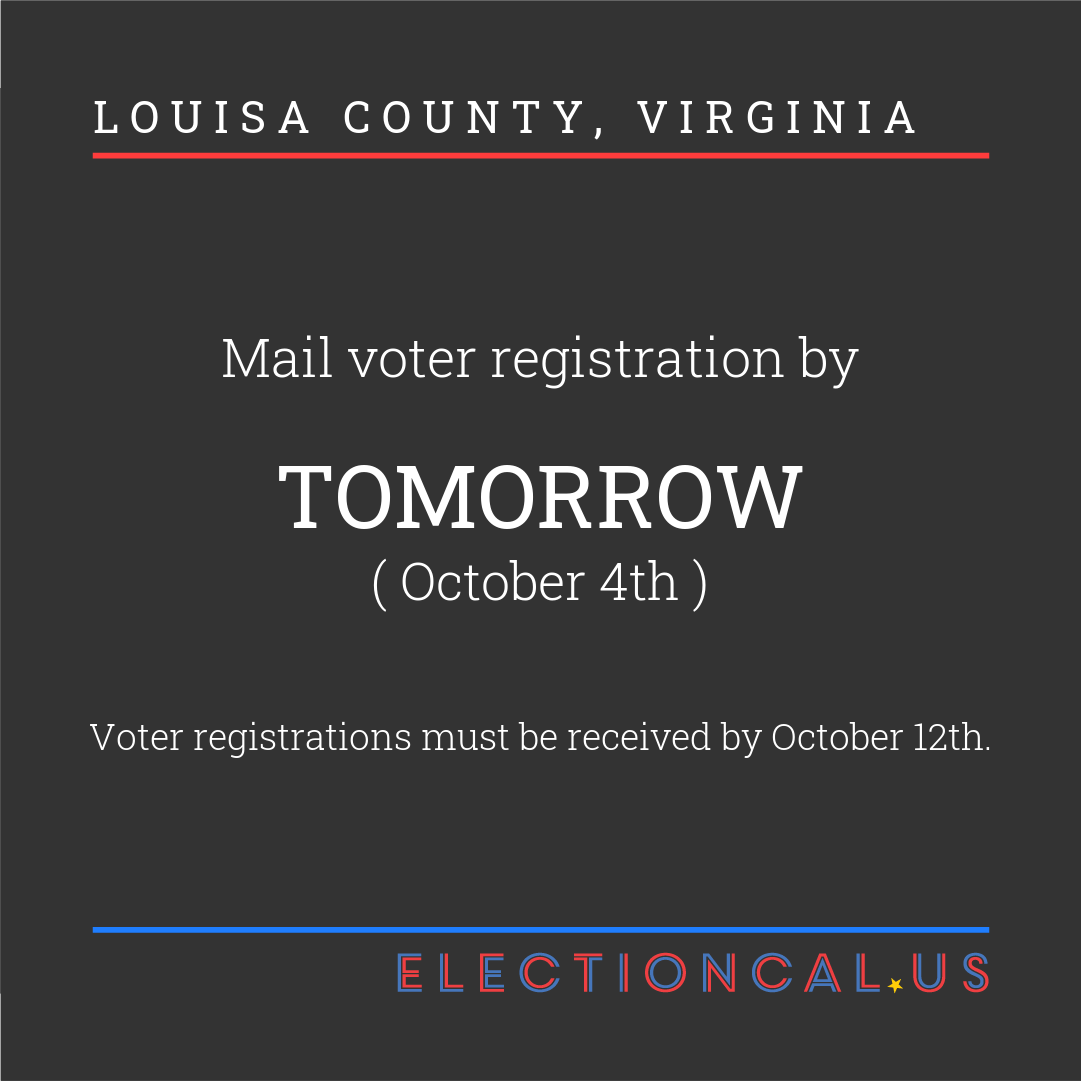 LOUISA COUNTY, VIRGINIA
Mail voter registration by
TOMORROW
( October 4th )
Voter registrations must be received by October 12th.
ELECTIONCAL.US